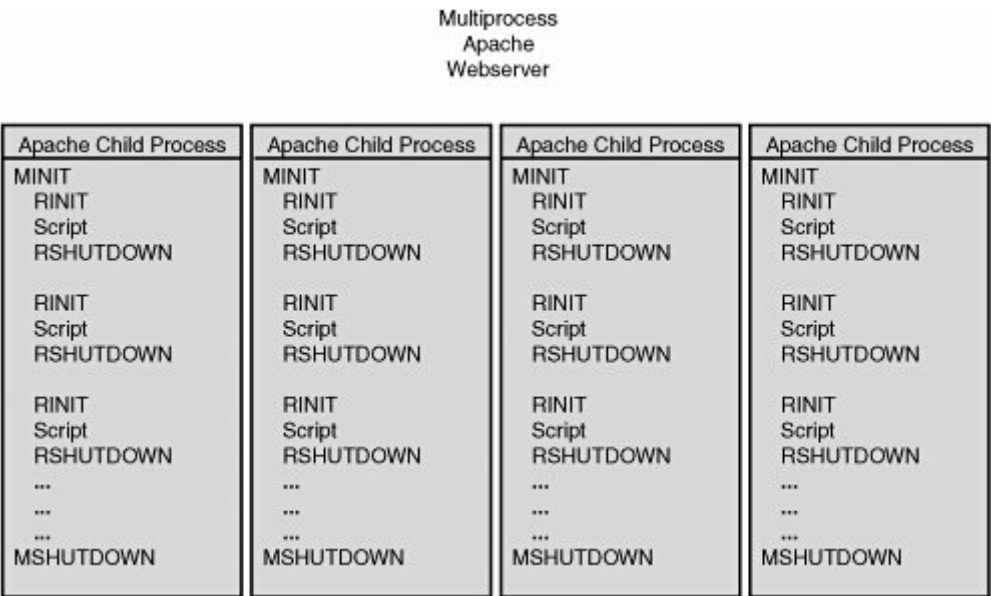 Multiprocess
Apache
Webserver
Apache Child Process
MINIT
RINIT
Script
RSHUTDOWN
RINIT
Script
RSHUTDOWN
RINIT
Script
RSHUTDOWN
...
...
...
MSHUTDOWN
Apache Child Process
MINIT
RINIT
Script
RSHUTDOWN
RINIT
Script
RSHUTDOWN
RINIT
Script
RSHUTDOWN
...
...
...
MSHUTDOWN
Apache Child Process
MINIT
RINIT
Script
RSHUTDOWN
RINIT
Script
RSHUTDOWN
RINIT
Script
RSHUTDOWN
...
...
...
MSHUTDOWN
Apache Child Process
MINIT
RINIT
Script
RSHUTDOWN
RINIT
Script
RSHUTDOWN
RINIT
Script
RSHUTDOWN
...
...
...
MSHUTDOWN